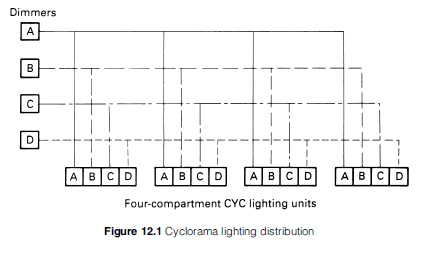 Dimmers
A
B
C
D
A B C D A B C D A B C D A B C D
Four-compartment CYC lighting units
Figure 12.1 Cyclorama lighting distribution